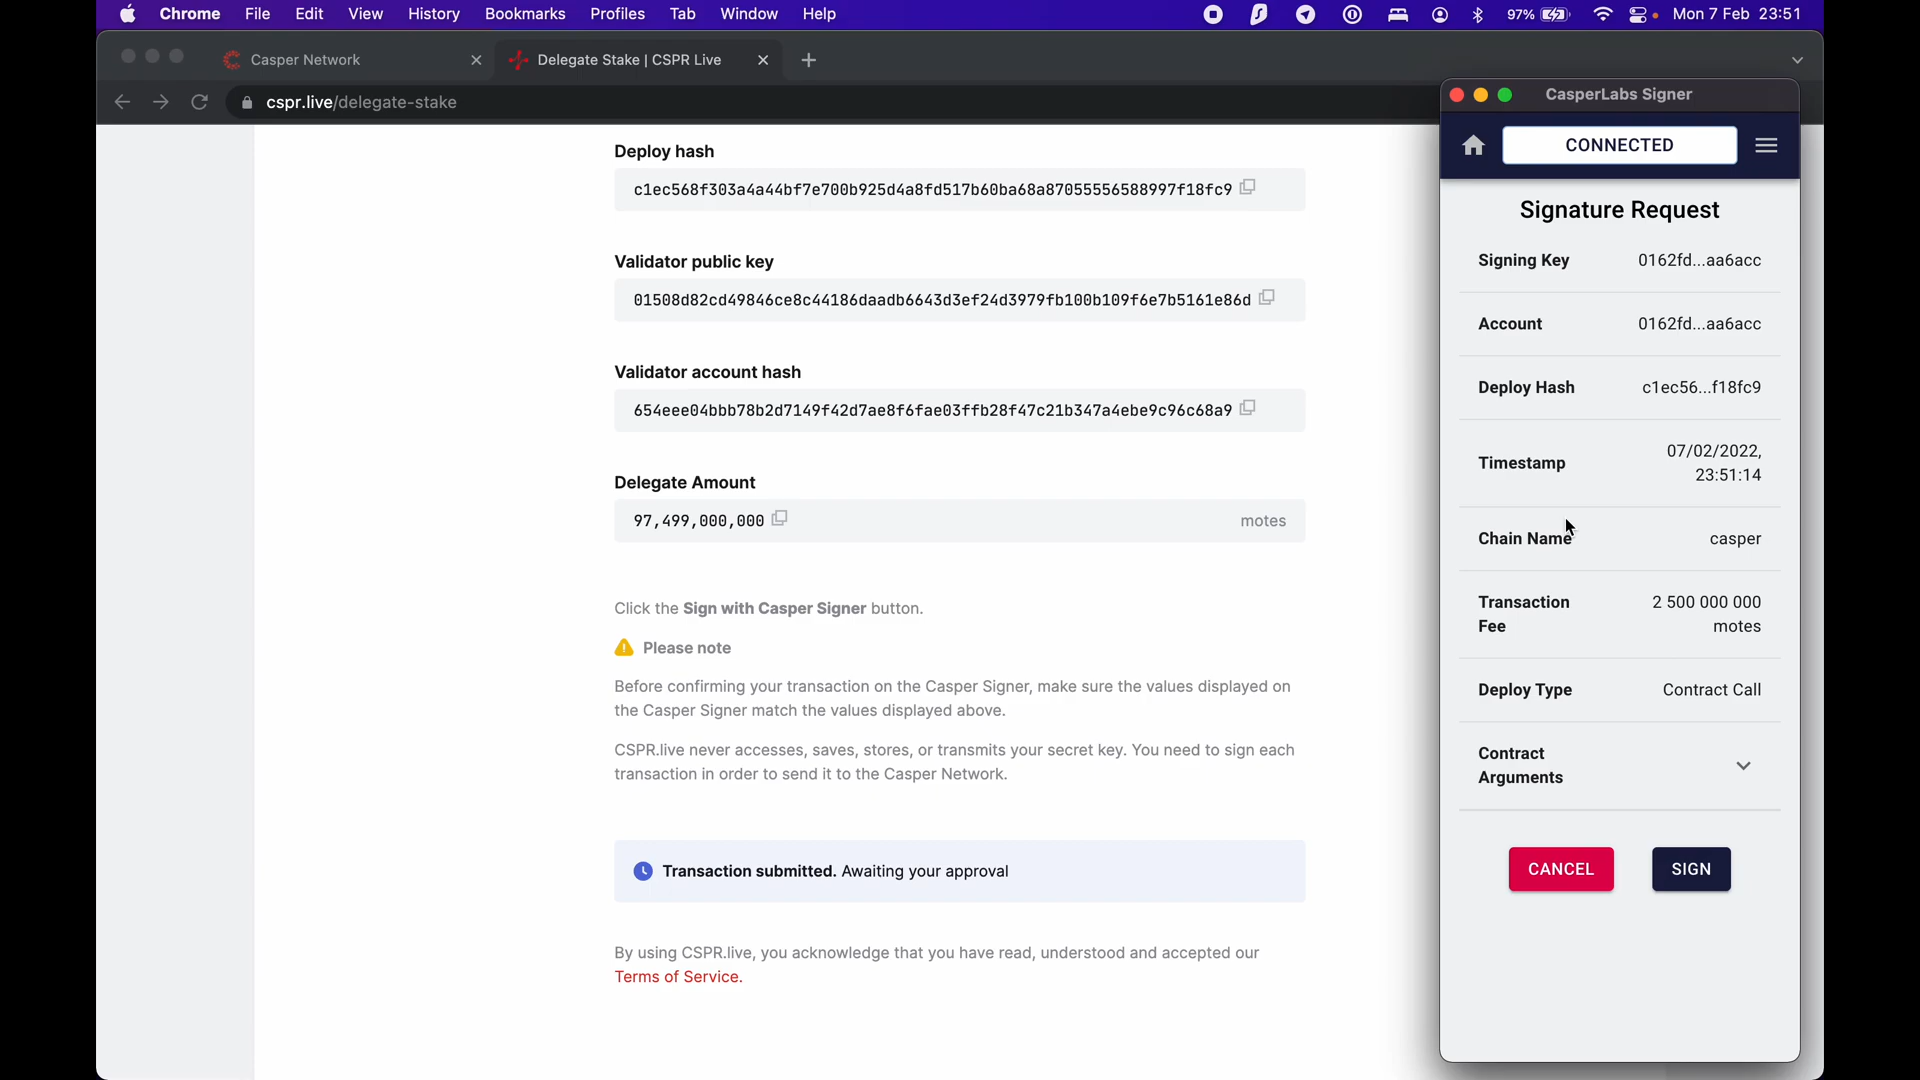 Chrome File Edit View History Bookmarks Profiles Tab Window Help 97% Mon 7 Feb 23:51
Casper Network
Delegate Stake | CSPR Live
cspr.live/delegate-stake
Deploy hash
c1ec568f303a4a44bf7e700b925d4a8fd517b60ba68a87055556588997f18fc9
Validator public key
01508d82cd49846ce8c44186daadb6643d3ef24d3979fb100b109f6e7b5161e86d
Validator account hash
654eee04bbb78b2d7149f42d7ae8f6fae03ffb28f47c21b347a4ebe9c96c68a9
Delegate Amount
97,499,000,000 motes
Click the Sign with Casper Signer button.
Please note
Before confirming your transaction on the Casper Signer, make sure the values displayed on
the Casper Signer match the values displayed above.
CSPR.live never accesses, saves, stores, or transmits your secret key. You need to sign each
transaction in order to send it to the Casper Network.
Transaction submitted. Awaiting your approval
By using CSPR.live, you acknowledge that you have read, understood and accepted our
Terms of Service.
CasperLabs Signer
CONNECTED
Signature Request
Signing Key 0162fd...aa6acc
Account 0162fd...aa6acc
Deploy Hash c1ec56...f18fc9
Timestamp 07/02/2022,
23:51:14
Chain Name casper
Transaction 2 500 000 000
Fee motes
Deploy Type Contract Call
Contract
Arguments
CANCEL SIGN